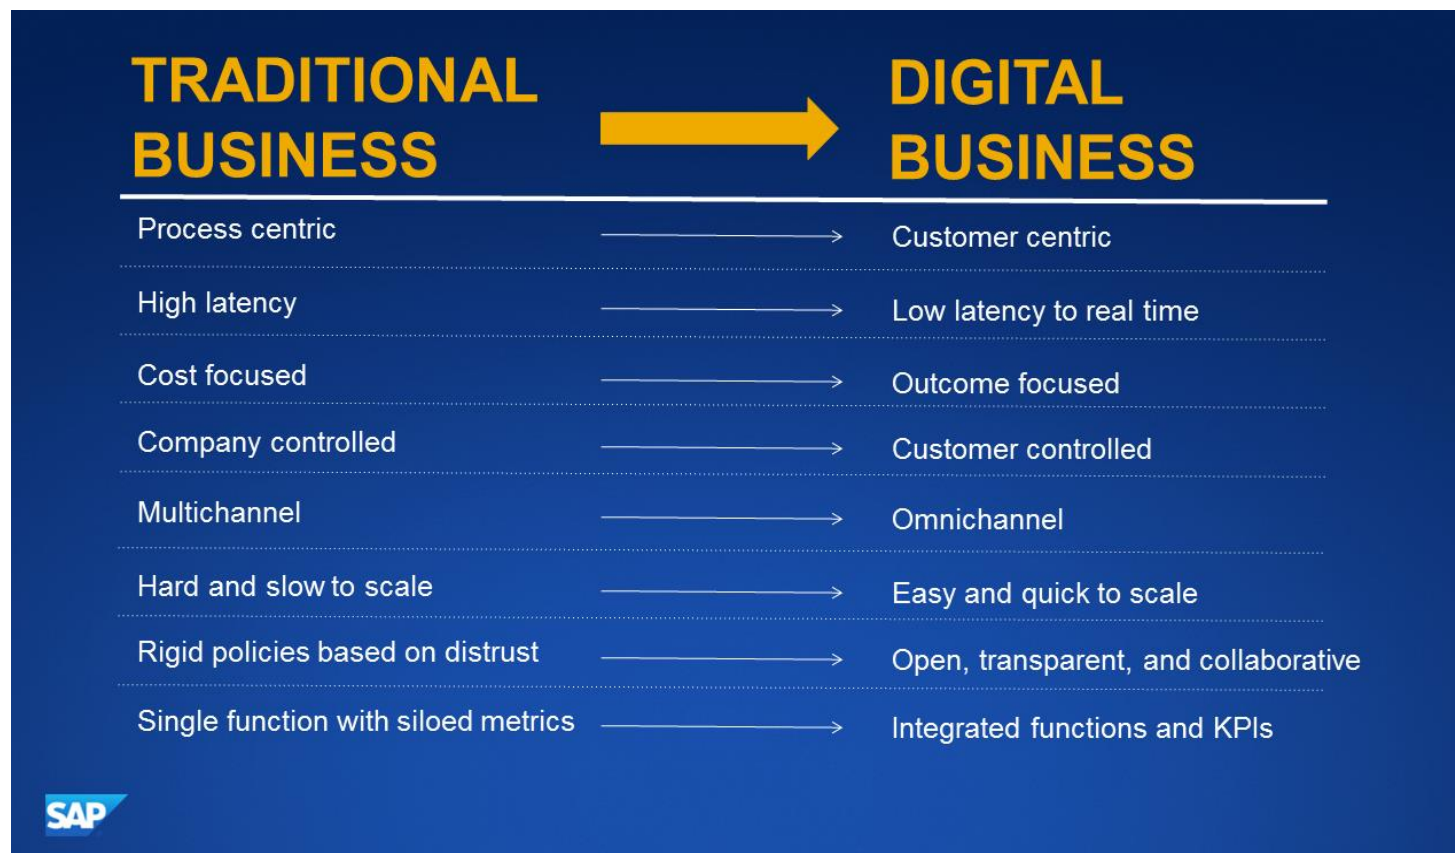 TRADITIONAL
BUSINESS
DIGITAL
BUSINESS
Process centric
Customer centric
High latency
Low latency to real time
Cost focused
Outcome focused
Company controlled
Customer controlled
Multichannel
Omnichannel
Hard and slow to scale
Easy and quick to scale
Rigid policies based on distrust
Open, transparent, and collaborative
Single function with siloed metrics
Integrated functions and KPIs
SAP